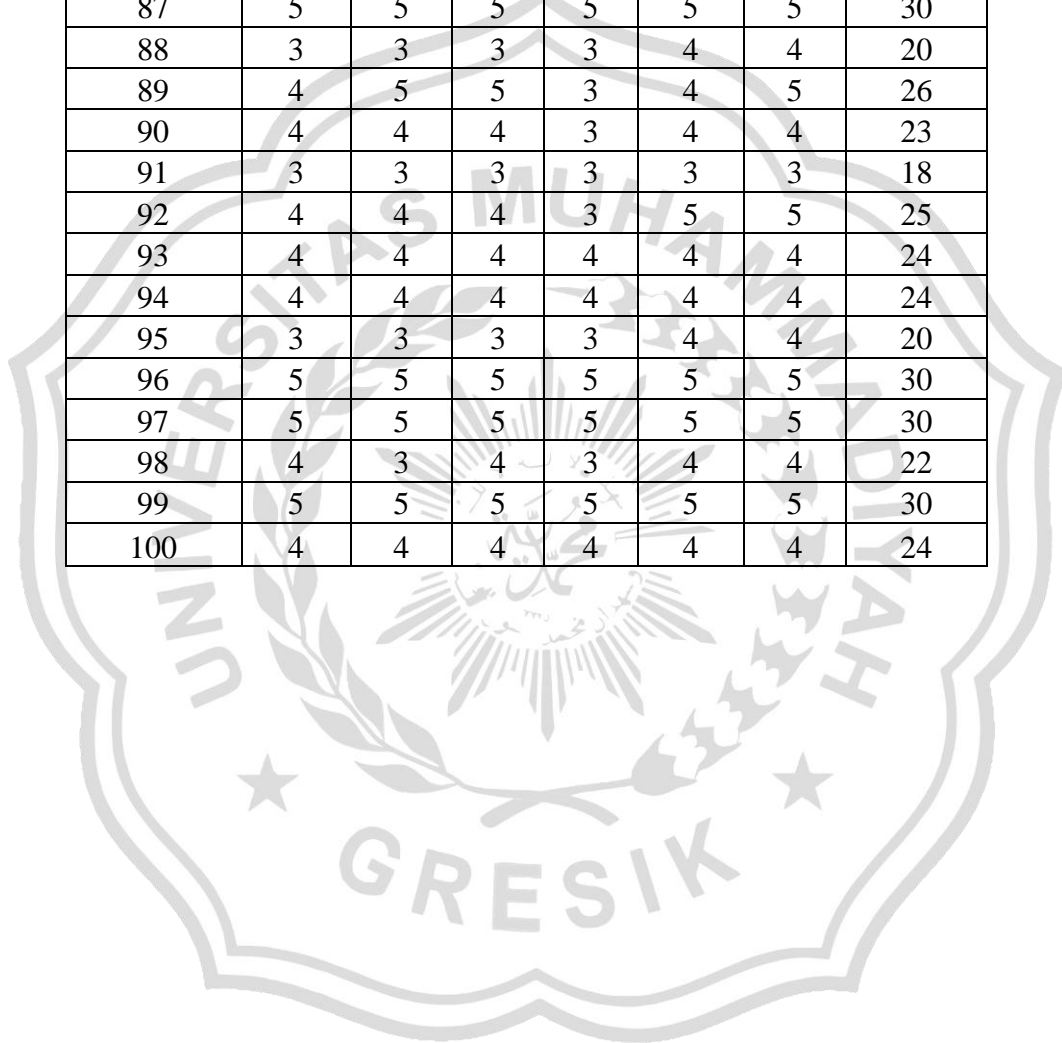 87 5 5 5 5 5 5 30
88 3 3 3 3 4 4 20
89 4 5 5 3 4 5 26
90 4 4 4 3 4 4 23
91 3 3 3 3 3 3 18
92 4 4 4 3 5 5 25
93 4 4 4 4 4 4 24
94 4 4 4 4 4 4 24
95 3 3 3 3 4 4 20
96 5 5 5 5 5 5 30
97 5 5 5 5 5 5 30
98 4 3 4 3 4 4 22
99 5 5 5 5 5 5 30
100 4 4 4 4 4 4 24
UNIVERSITAS MUHAMMADIYAH
GRESIK